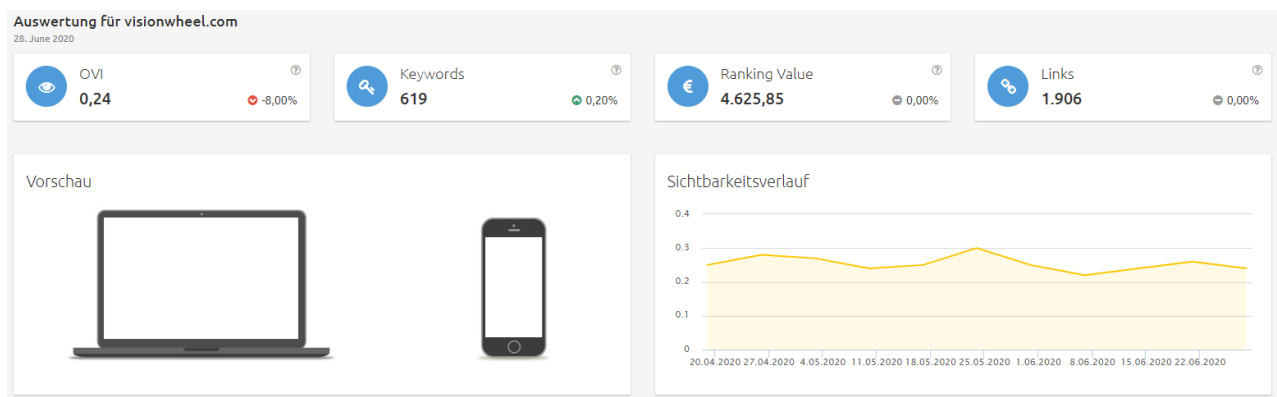 Auswertung für visionwheel.com
28. June 2020
OVI
0,24
-8,00%
Keywords
619
0,20%
€
Ranking Value
4.625,85
0,00%
Links
1.906
0,00%
Vorschau
Sichtbarkeitsverlauf
0.4
0.3
0.2
0.1
0
20.04.2020 27.04.2020 4.05.2020 11.05.2020 18.05.2020 25.05.2020 1.06.2020 8.06.2020 15.06.2020 22.06.2020